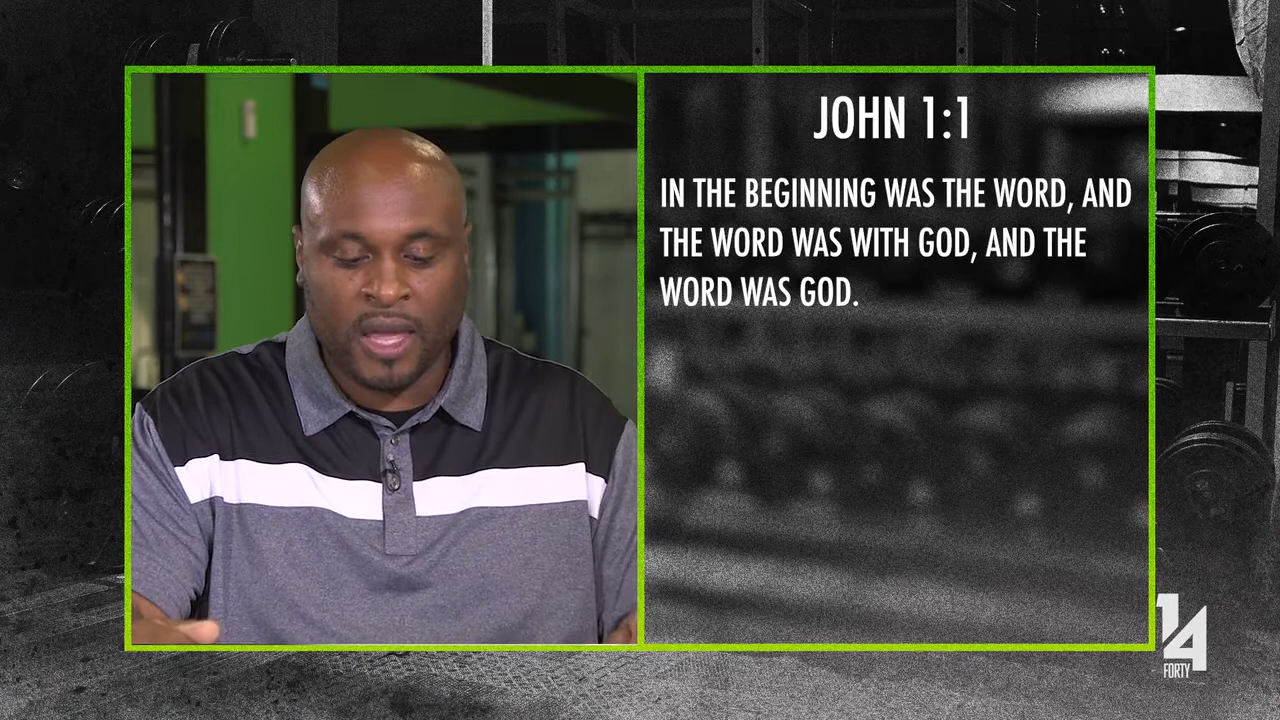 JOHN 1:1
IN THE BEGINNING WAS THE WORD, AND
THE WORD WAS WITH GOD, AND THE
WORD WAS GOD.
14
FORTY